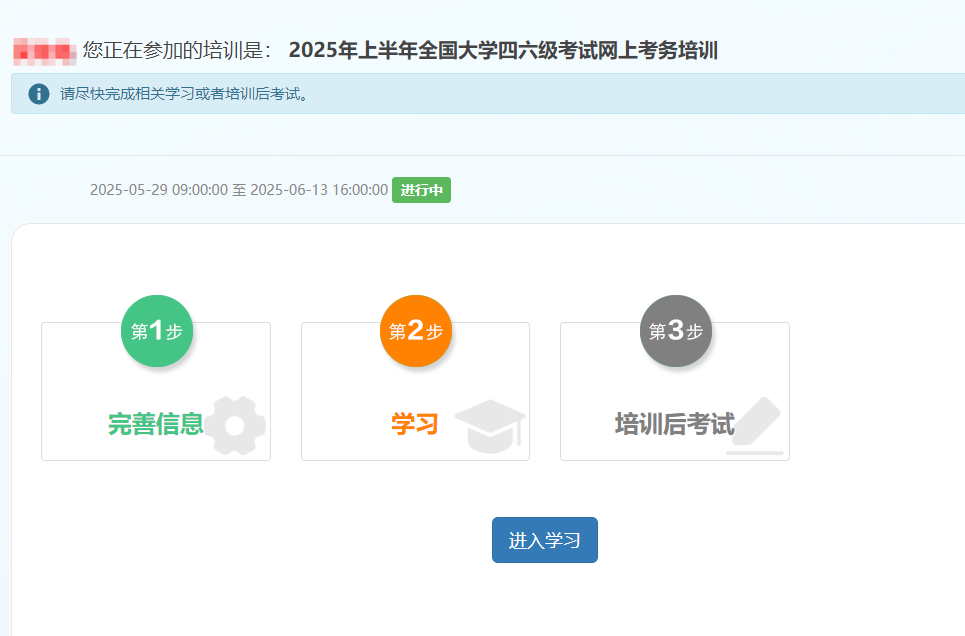 您正在参加的培训是： 2025年上半年全国大学四六级考试网上考务培训
请尽快完成相关学习或者培训后考试。
2025-05-29 09:00:00 至 2025-06-13 16:00:00 进行中
第1步
完善信息
第2步
学习
第3步
培训后考试
进入学习